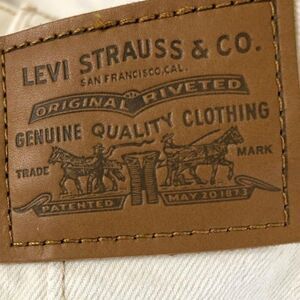 LEVI STRAUSS & CO.
SAN FRANCISCO, CAL.
ORIGINAL RIVETED
GENUINE QUALITY CLOTHING
TRADE MARK
PATENTED MAY 20 1873